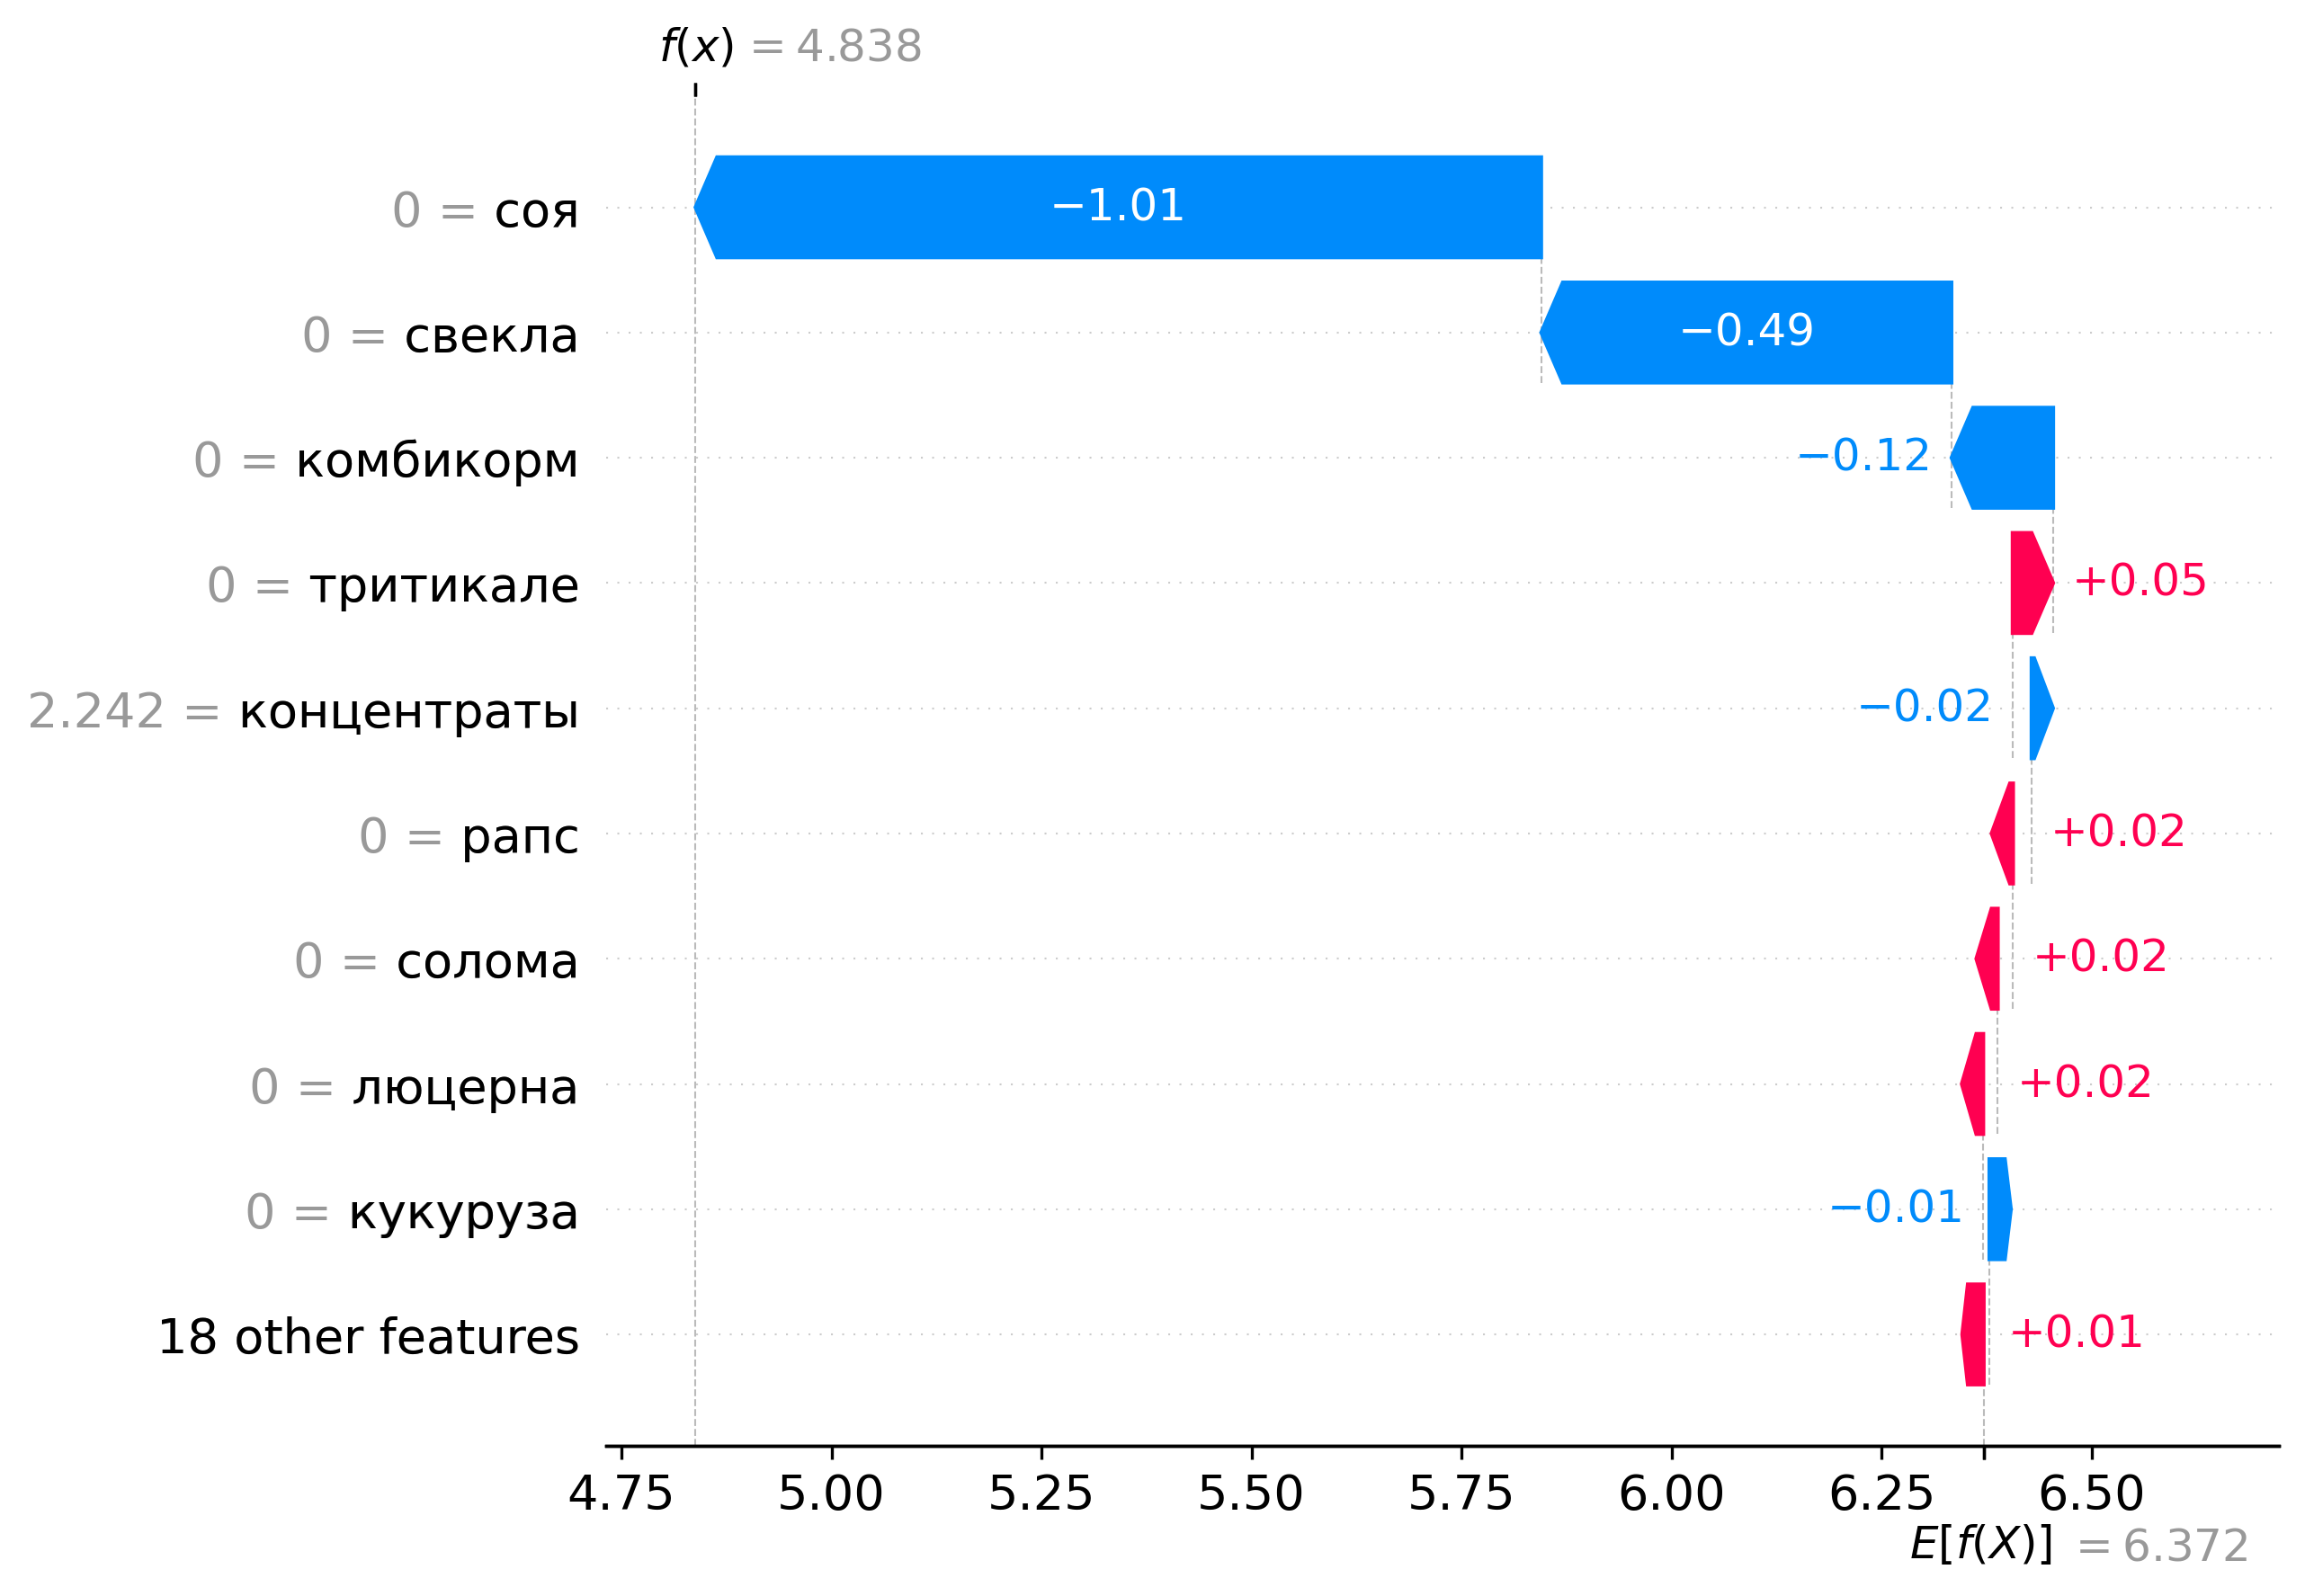 f(x) = 4.838
0 = соя −1.01
0 = свекла −0.49
0 = комбикорм −0.12
0 = тритикале +0.05
2.242 = концентраты −0.02
0 = рапс +0.02
0 = солома +0.02
0 = люцерна +0.02
0 = кукуруза −0.01
18 other features +0.01
4.75 5.00 5.25 5.50 5.75 6.00 6.25 6.50
E[f(X)] = 6.372